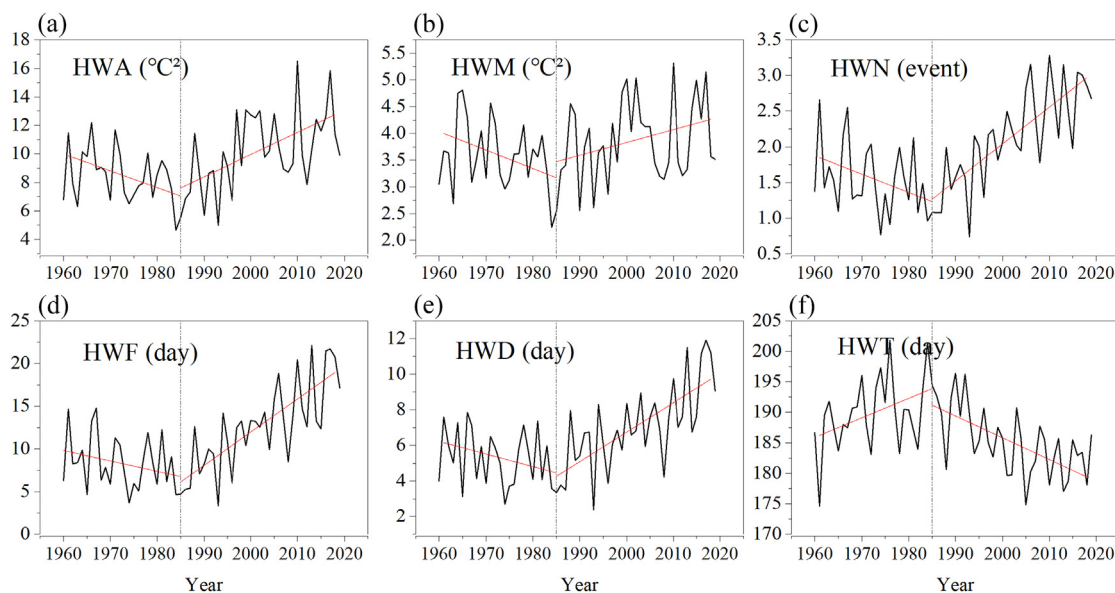 (a)
HWA (℃²)
18
16
14
12
10
8
6
4
1960 1970 1980 1990 2000 2010 2020
(b)
HWM (℃²)
5.5
5.0
4.5
4.0
3.5
3.0
2.5
2.0
1960 1970 1980 1990 2000 2010 2020
(c)
HWN (event)
3.5
3.0
2.5
2.0
1.5
1.0
0.5
1960 1970 1980 1990 2000 2010 2020
(d)
HWF (day)
25
20
15
10
5
0
1960 1970 1980 1990 2000 2010 2020
Year
(e)
HWD (day)
12
10
8
6
4
2
1960 1970 1980 1990 2000 2010 2020
Year
(f)
HWT (day)
205
200
195
190
185
180
175
170
1960 1970 1980 1990 2000 2010 2020
Year